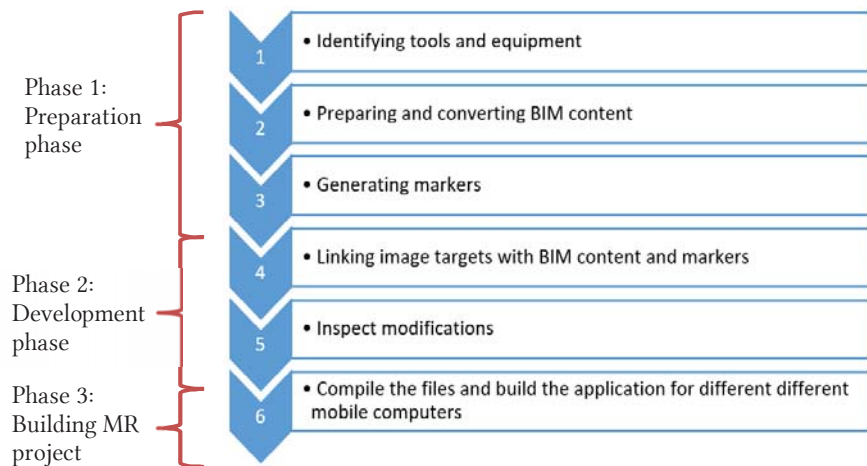 Phase 1:
Preparation
phase
1
• Identifying tools and equipment
2
• Preparing and converting BIM content
3
• Generating markers
Phase 2:
Development
phase
4
• Linking image targets with BIM content and markers
5
• Inspect modifications
Phase 3:
Building MR
project
6
• Compile the files and build the application for different different
mobile computers